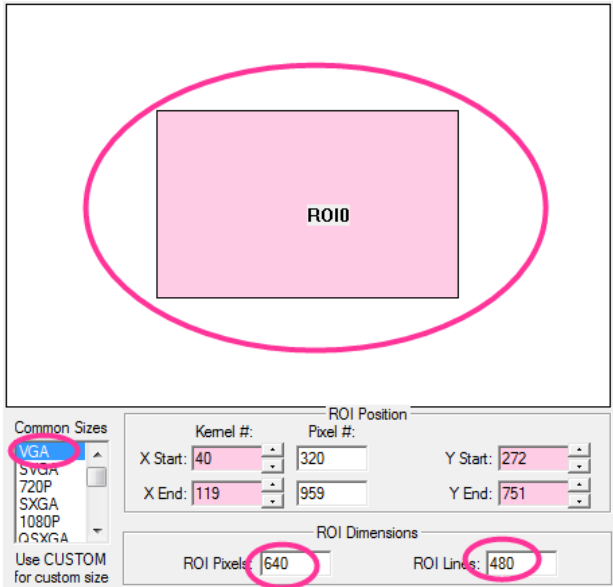 ROI0
Common Sizes
VGA
SVGA
720P
SXGA
1080P
QSXGA
Use CUSTOM
for custom size
ROI Position
Kernel #: Pixel #:
X Start: 40 320 Y Start: 272
X End: 119 959 Y End: 751
ROI Dimensions
ROI Pixels: 640 ROI Lines: 480